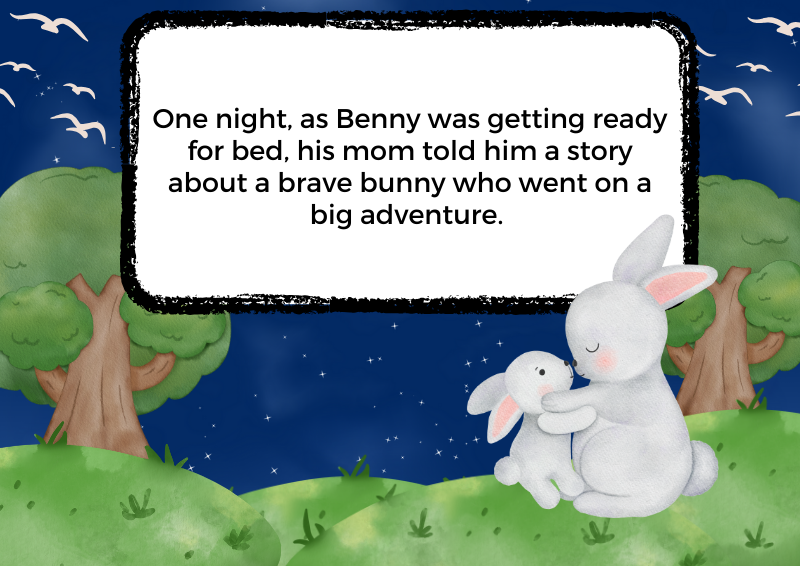 One night, as Benny was getting ready
for bed, his mom told him a story
about a brave bunny who went on a
big adventure.